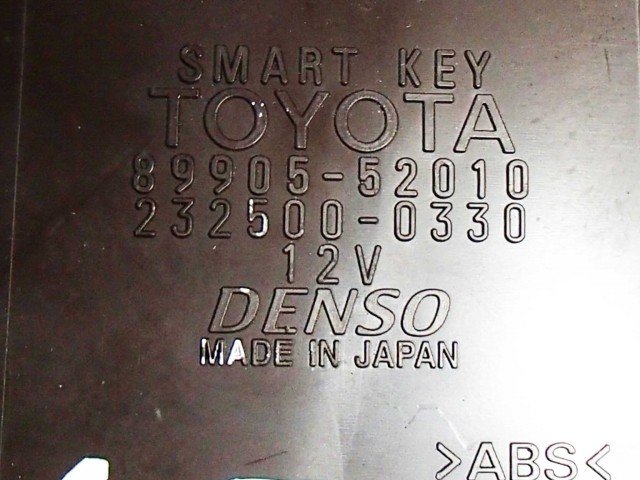 SMART KEY
TOYOTA
89905-52010
232500-0330
12V
DENSO
MADE IN JAPAN
>ABS<